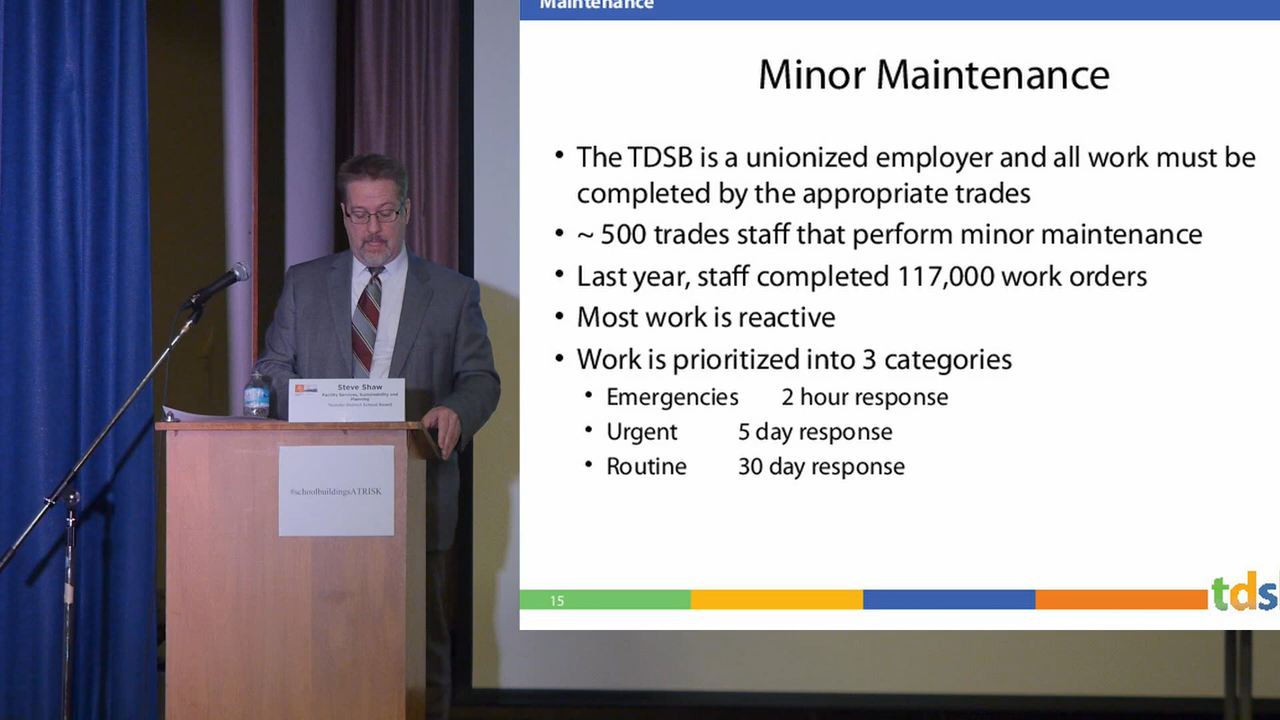 Maintenance
Minor Maintenance
• The TDSB is a unionized employer and all work must be
completed by the appropriate trades
• ~ 500 trades staff that perform minor maintenance
• Last year, staff completed 117,000 work orders
• Most work is reactive
• Work is prioritized into 3 categories
• Emergencies 2 hour response
• Urgent 5 day response
• Routine 30 day response
15
tds
Steve Shaw
Facility Services, Sustainability and
Planning
Toronto District School Board
#schoolbuildingsATRISK